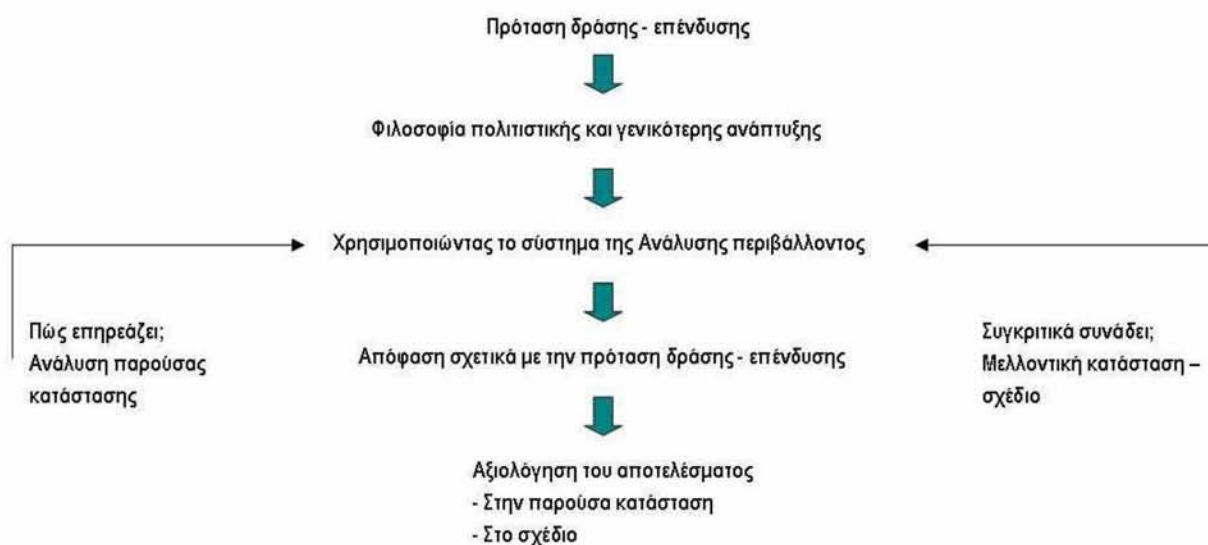 Πρόταση δράσης - επένδυσης
Φιλοσοφία πολιτιστικής και γενικότερης ανάπτυξης
Χρησιμοποιώντας το σύστημα της Ανάλυσης περιβάλλοντος
Πώς επηρεάζει;
Ανάλυση παρούσας
κατάστασης
Απόφαση σχετικά με την πρόταση δράσης - επένδυσης
Συγκριτικά συνάδει;
Μελλοντική κατάσταση –
σχέδιο
Αξιολόγηση του αποτελέσματος
- Στην παρούσα κατάσταση
- Στο σχέδιο